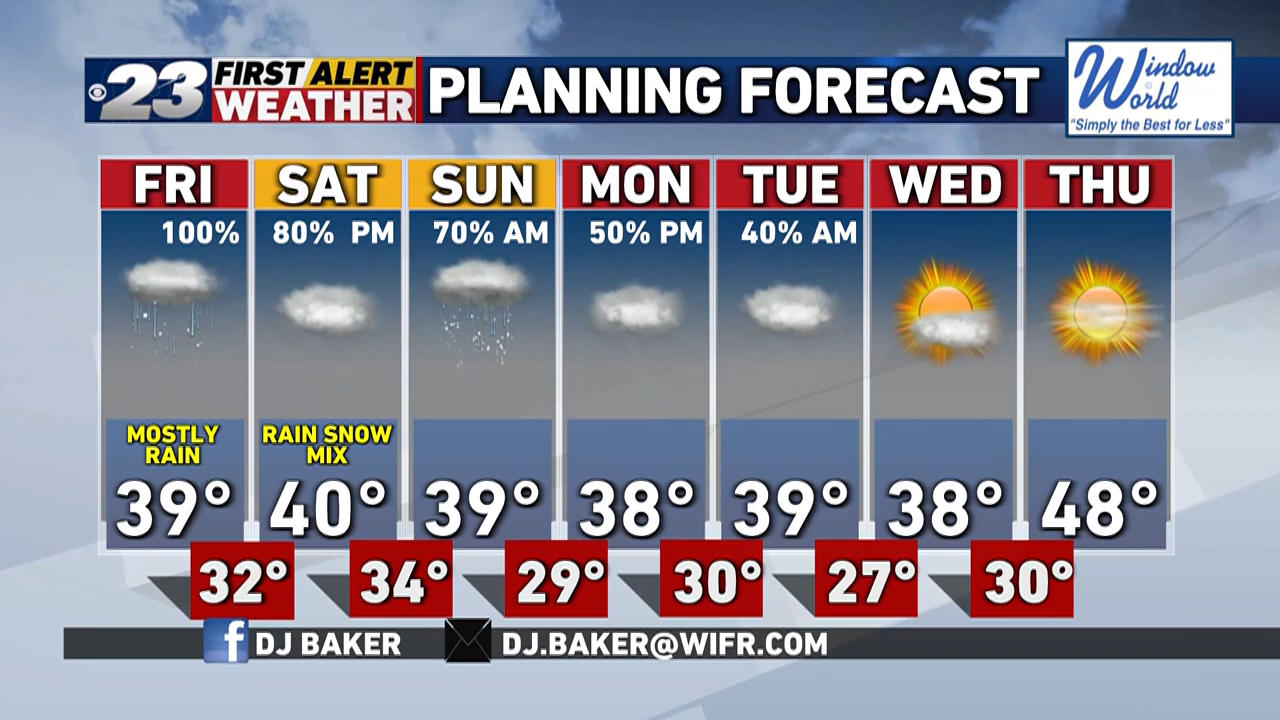 23 FIRST ALERT
WEATHER
PLANNING FORECAST
Window
World
"Simply the Best for Less"
FRI SAT SUN MON TUE WED THU
100% 80% PM 70% AM 50% PM 40% AM
MOSTLY
RAIN
RAIN SNOW
MIX
39° 40° 39° 38° 39° 38° 48°
32° 34° 29° 30° 27° 30°
f DJ BAKER DJ.BAKER@WIFR.COM